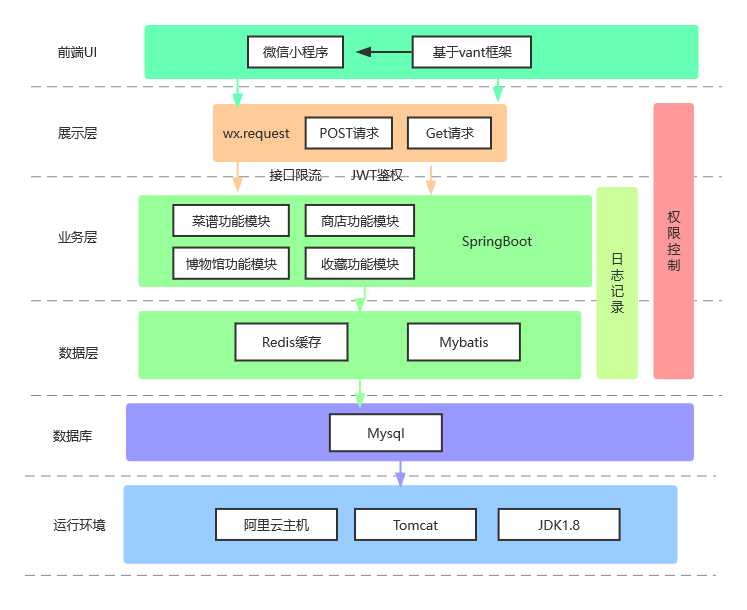 前端UI
微信小程序
基于vant框架
展示层
wx.request
POST请求
Get请求
接口限流
JWT鉴权
业务层
菜谱功能模块
商店功能模块
博物馆功能模块
收藏功能模块
SpringBoot
日志记录
权限控制
数据层
Redis缓存
Mybatis
数据库
Mysql
运行环境
阿里云主机
Tomcat
JDK1.8